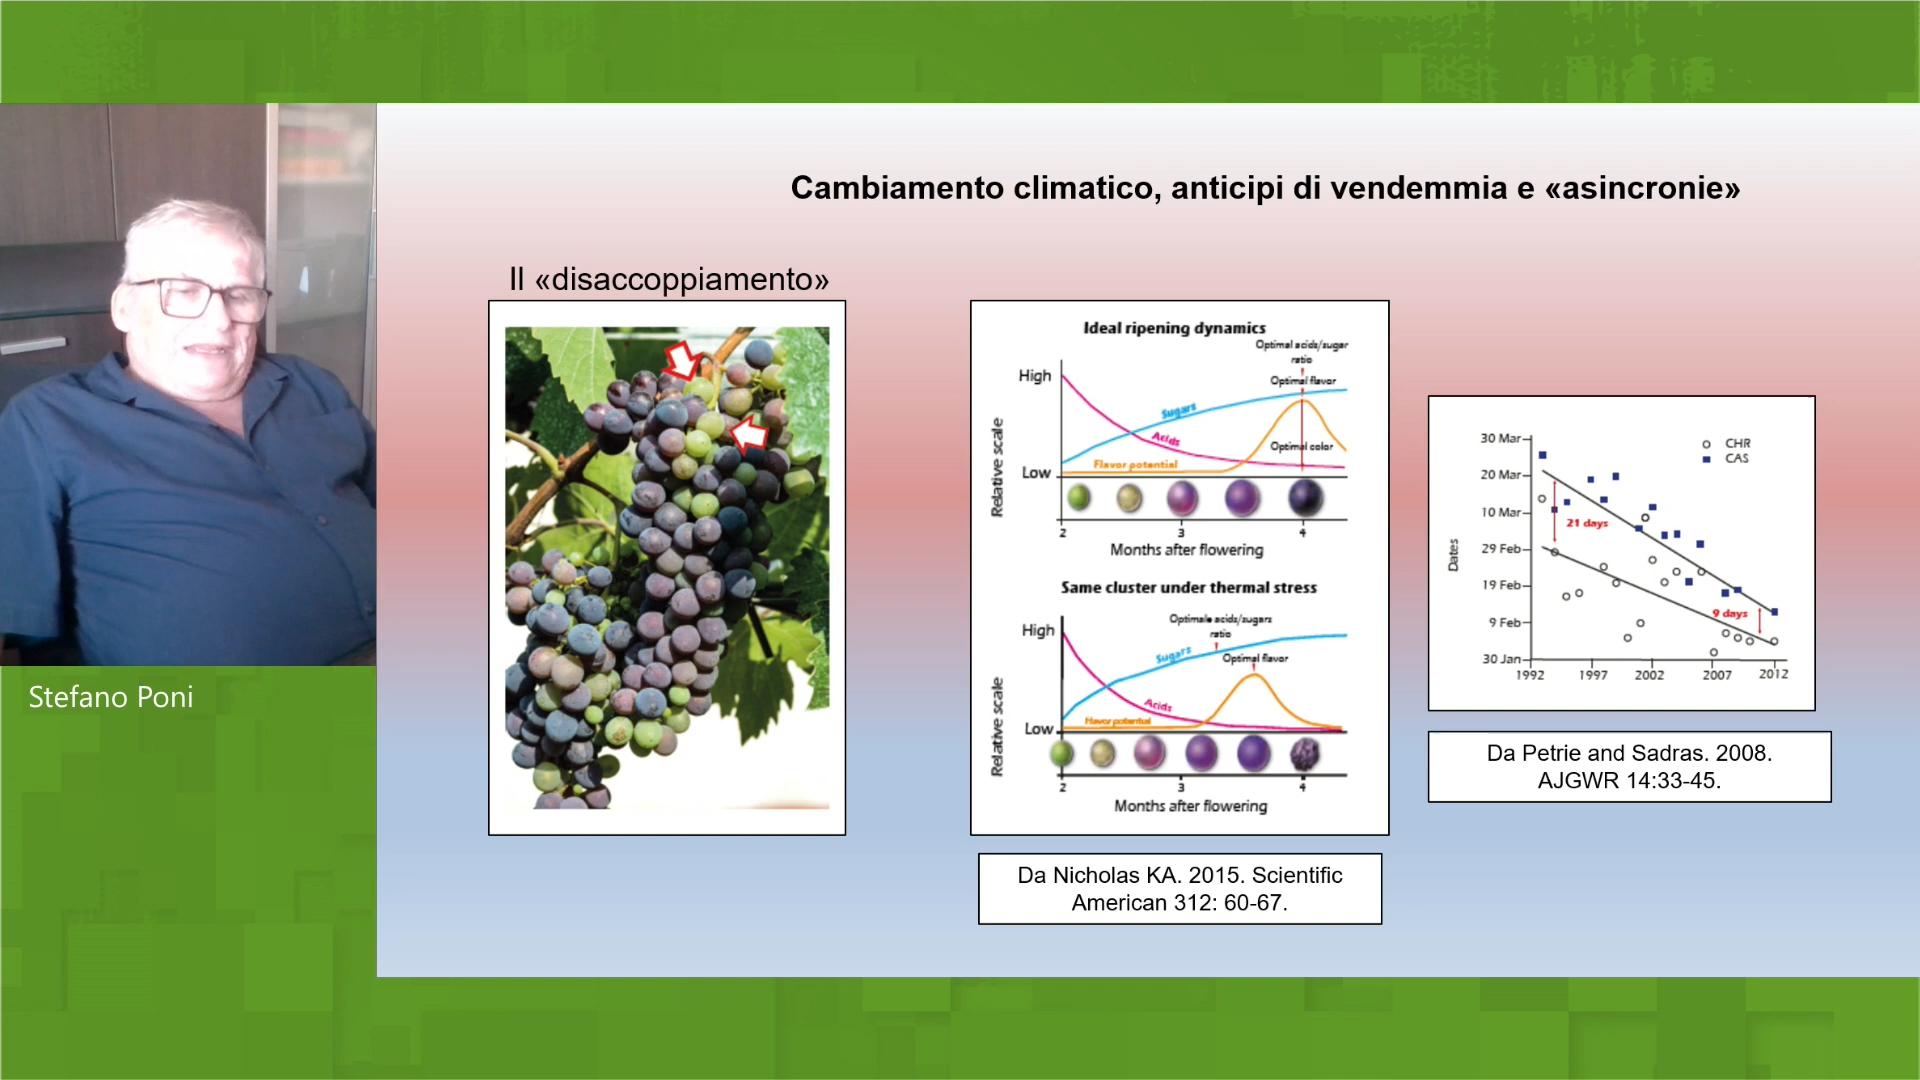 Cambiamento climatico, anticipi di vendemmia e «asincronie»
Il «disaccoppiamento»
Ideal ripening dynamics
Optimal acids/sugar
ratio
Optimal flavor
High
Sugars
Acids
Optimal color
Flavor potential
Low
Relative scale
2 3 4
Months after flowering
Same cluster under thermal stress
Optimale acids/sugars
ratio
High
Sugars
Optimal flavor
Acids
Flavor potential
Low
Relative scale
2 3 4
Months after flowering
Da Nicholas KA. 2015. Scientific
American 312: 60-67.
30 Mar
CHR
CAS
20 Mar
10 Mar
21 days
29 Feb
Dates
19 Feb
9 days
9 Feb
30 Jan
1992 1997 2002 2007 2012
Da Petrie and Sadras. 2008.
AJGWR 14:33-45.
Stefano Poni